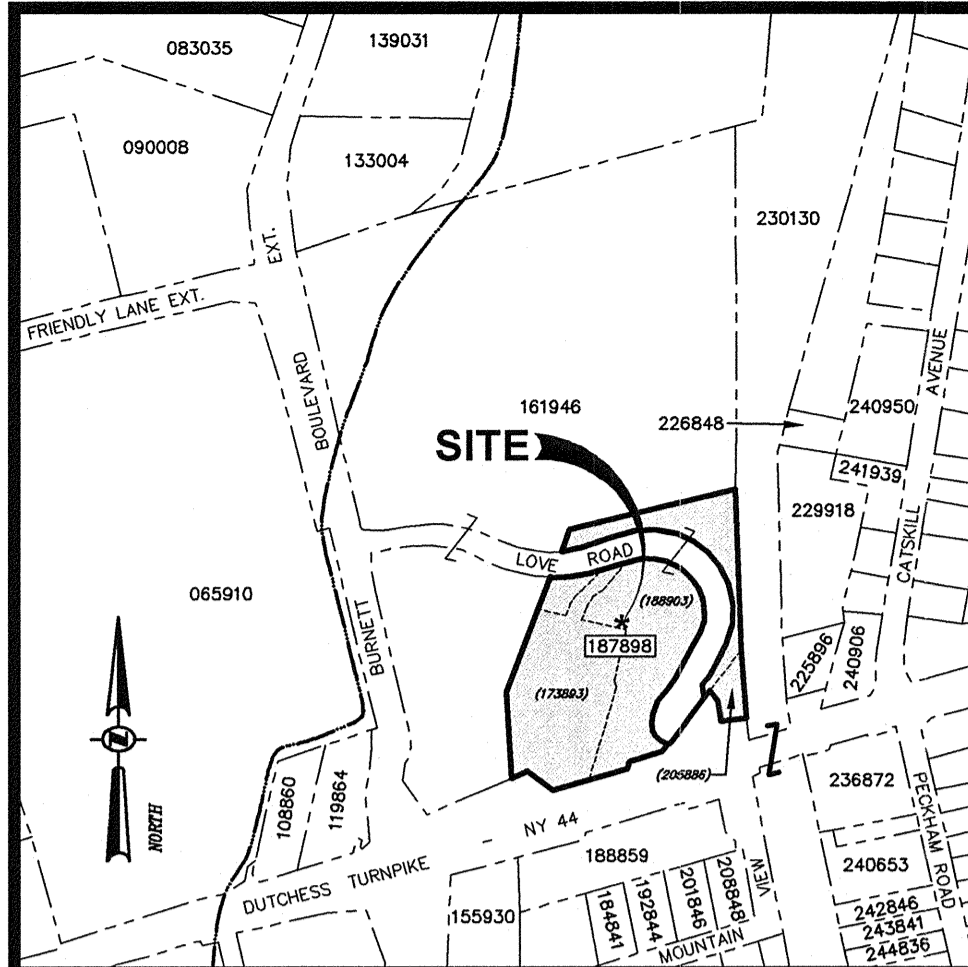 083035
139031
090008
133004
230130
EXT.
FRIENDLY LANE EXT.
BOULEVARD
AVENUE
161946
240950
226848
SITE
241939
229918
CATSKILL
LOVE ROAD
065910
(188903)
BURNETT
187898
225896
240906
(173893)
(205886)
NORTH
108860
119864
236872
PECKHAM ROAD
NY 44
DUTCHESS TURNPIKE -
188859
VIEW
240653
155930
184841
192844
201846
208848
242846
243841
244836
MOUNTAIN